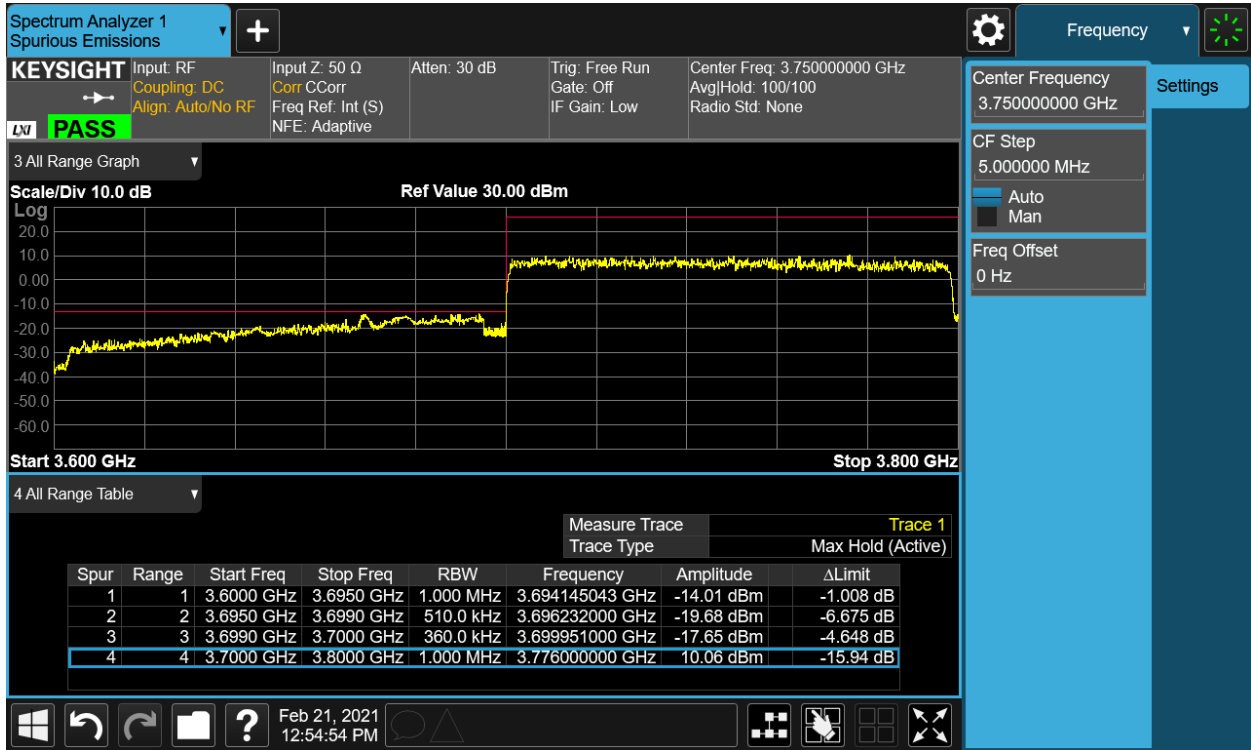 Spectrum Analyzer 1
Spurious Emissions
+
Frequency
KEYSIGHT
LXI
PASS
Input: RF
Coupling: DC
Align: Auto/No RF
Input Z: 50 Ω
Corr CCorr
Freq Ref: Int (S)
NFE: Adaptive
Atten: 30 dB
Trig: Free Run
Gate: Off
IF Gain: Low
Center Freq: 3.750000000 GHz
Avg|Hold: 100/100
Radio Std: None
Center Frequency
3.750000000 GHz
Settings
CF Step
5.000000 MHz
Auto
Man
Freq Offset
0 Hz
3 All Range Graph
Scale/Div 10.0 dB
Ref Value 30.00 dBm
Log
20.0
10.0
0.00
-10.0
-20.0
-30.0
-40.0
-50.0
-60.0
Start 3.600 GHz
Stop 3.800 GHz
4 All Range Table
Measure Trace Trace 1
Trace Type Max Hold (Active)
Spur Range Start Freq Stop Freq RBW Frequency Amplitude ΔLimit
1 1 3.6000 GHz 3.6950 GHz 1.000 MHz 3.694145043 GHz -14.01 dBm -1.008 dB
2 2 3.6950 GHz 3.6990 GHz 510.0 kHz 3.696232000 GHz -19.68 dBm -6.675 dB
3 3 3.6990 GHz 3.7000 GHz 360.0 kHz 3.699951000 GHz -17.65 dBm -4.648 dB
4 4 3.7000 GHz 3.8000 GHz 1.000 MHz 3.776000000 GHz 10.06 dBm -15.94 dB
?
Feb 21, 2021
12:54:54 PM